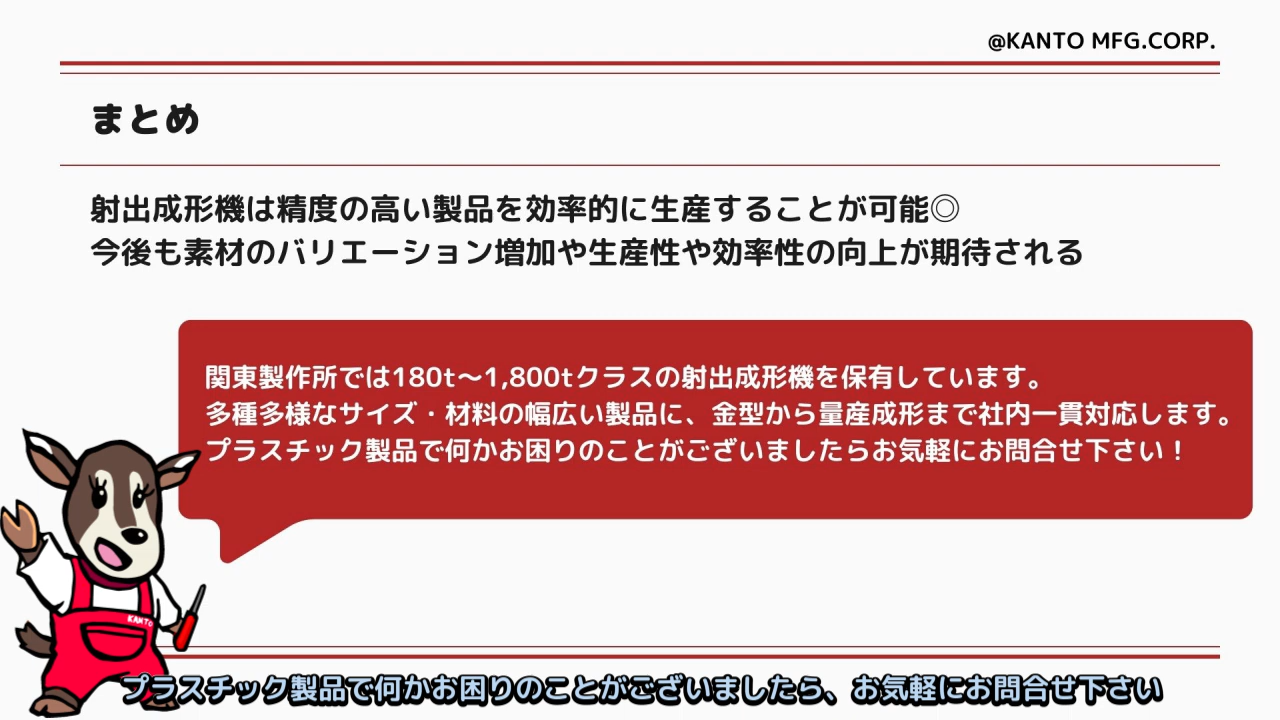 @KANTO MFG.CORP.
まとめ
射出成形機は精度の高い製品を効率的に生産することが可能◎
今後も素材のバリエーション増加や生産性や効率性の向上が期待される
関東製作所では180t〜1,800tクラスの射出成形機を保有しています。
多種多様なサイズ・材料の幅広い製品に、金型から量産成形まで社内一貫対応します。
プラスチック製品で何かお困りのことがございましたらお気軽にお問合せ下さい！
KANTO
プラスチック製品で何かお困りのことがございましたら、お気軽にお問合せ下さい